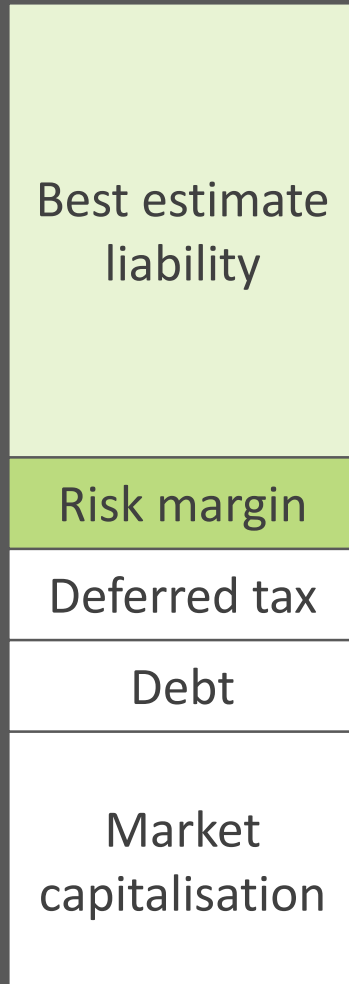 Best estimate
liability
Risk margin
Deferred tax
Debt
Market
capitalisation